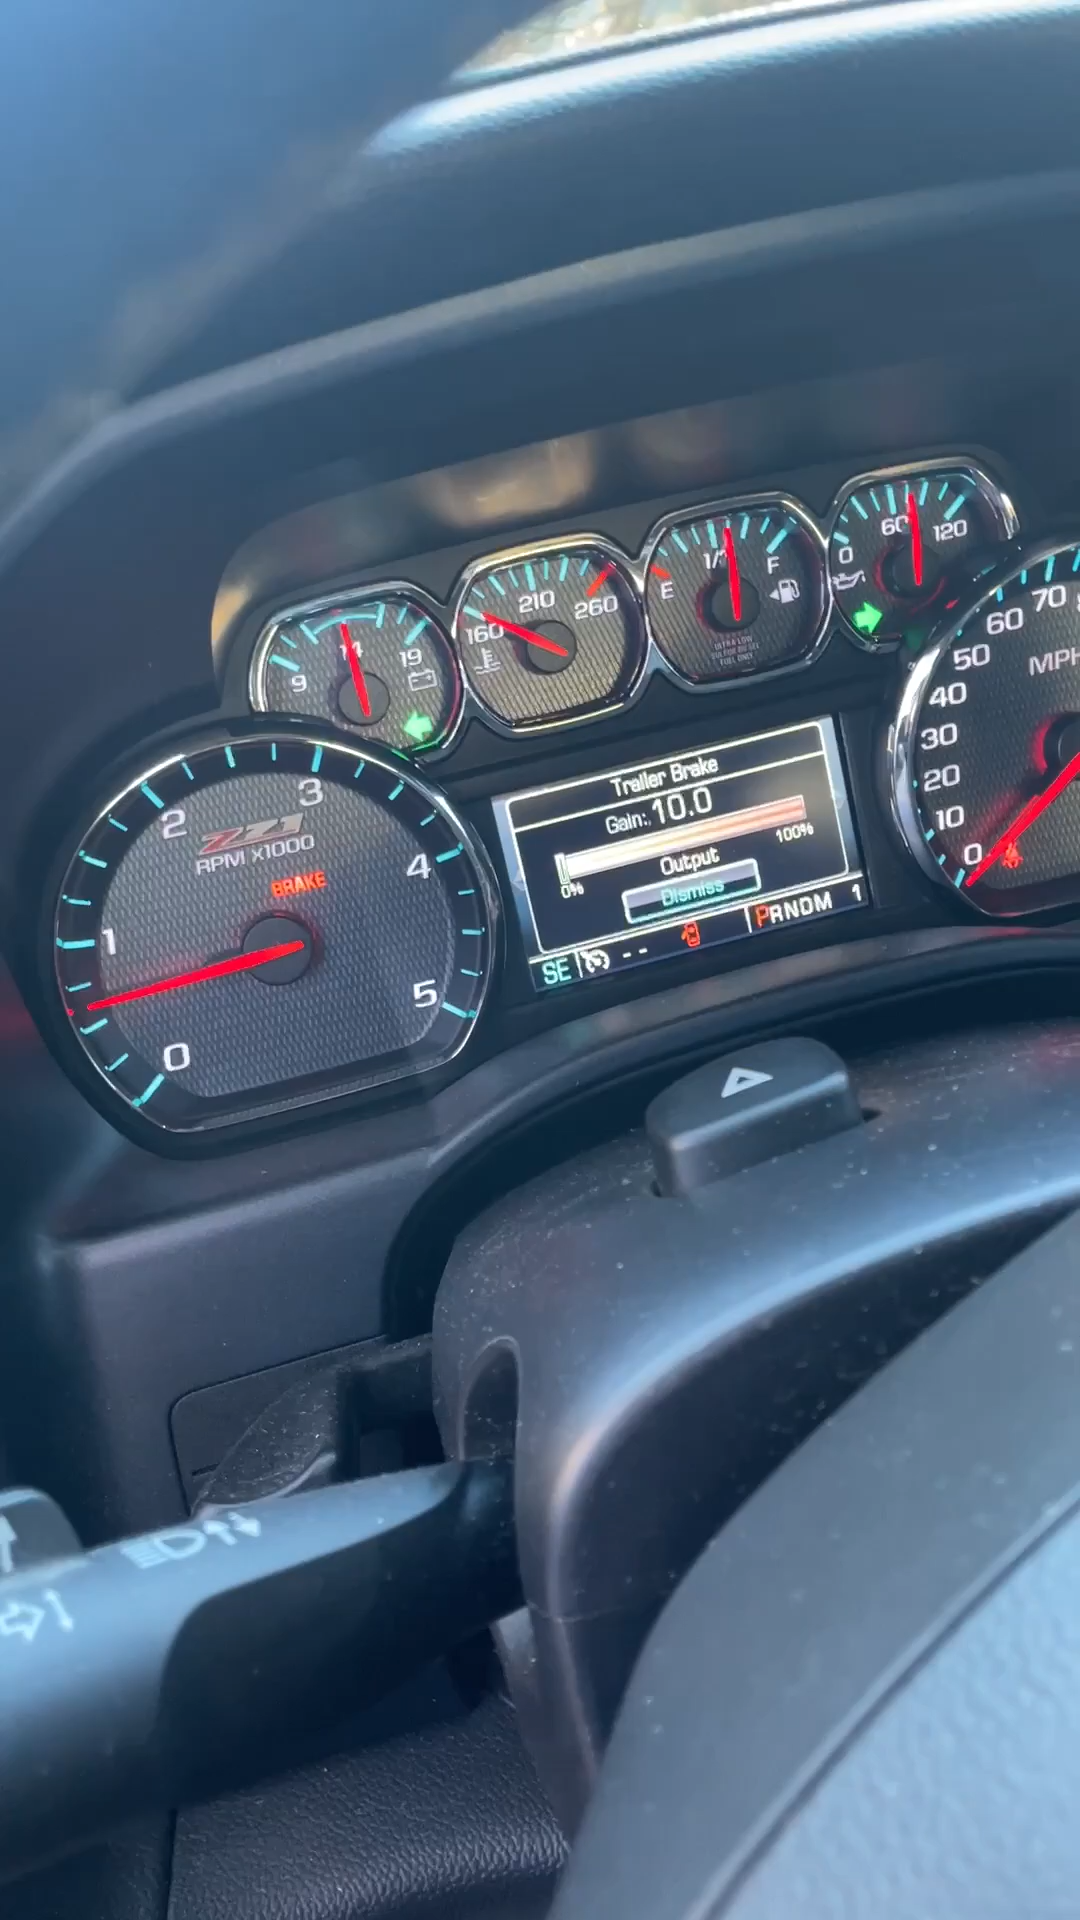 9 14 19
160 210 260
E 1/2 F
ULTRA LOW
SULFUR DIESEL
FUEL ONLY
0 60 120
0 1 2 3 4 5
Z71
RPM X1000
BRAKE
Trailer Brake
Gain: 10.0
0% 100%
Output
Dismiss
SE -- PRNDM 1
0 10 20 30 40 50 60 70
MPH